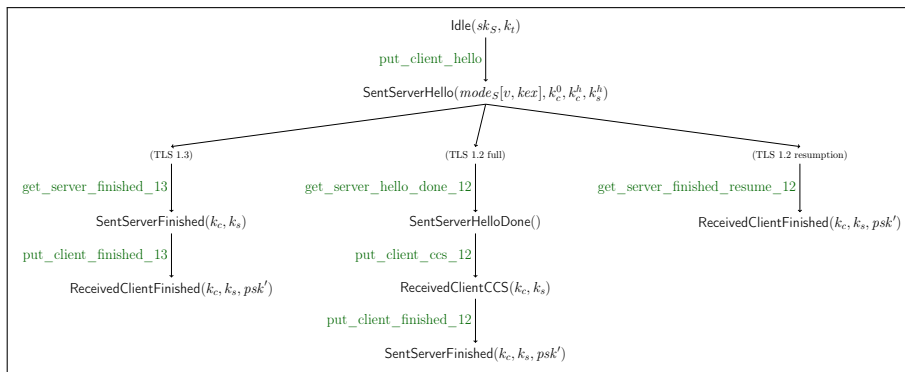 Idle(sk_S, k_t)
put_client_hello
SentServerHello(mode_S[v, kex], k_c^0, k_c^h, k_s^h)
(TLS 1.3)
(TLS 1.2 full)
(TLS 1.2 resumption)
get_server_finished_13
get_server_hello_done_12
get_server_finished_resume_12
SentServerFinished(k_c, k_s)
SentServerHelloDone()
ReceivedClientFinished(k_c, k_s, psk′)
put_client_finished_13
put_client_ccs_12
ReceivedClientFinished(k_c, k_s, psk′)
ReceivedClientCCS(k_c, k_s)
put_client_finished_12
SentServerFinished(k_c, k_s, psk′)